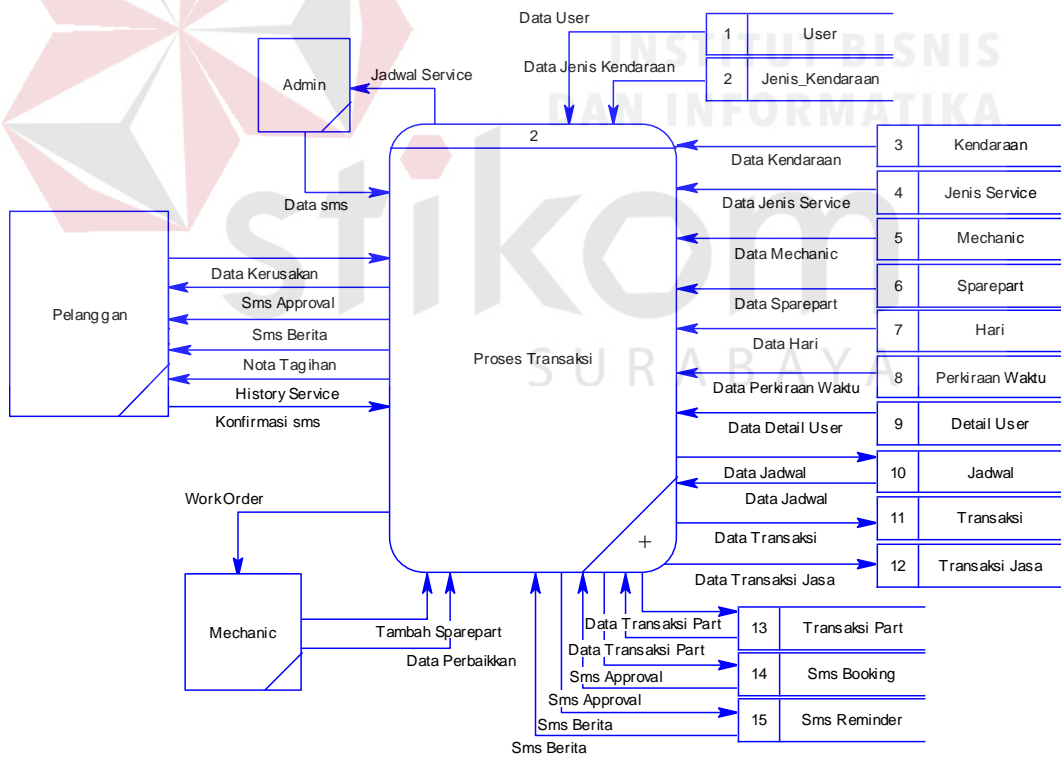 Data User
1 User
INSTITUT BISNIS
Data Jenis Kendaraan
2 Jenis_Kendaraan
DAN INFORMATIKA
Admin
Jadwal Service
2
3 Kendaraan
Data Kendaraan
Data sms
4 Jenis Service
Data Jenis Service
stikom
5 Mechanic
Data Mechanic
Data Kerusakan
6 Sparepart
Sms Approval
Data Sparepart
Pelanggan
Sms Berita
7 Hari
Data Hari
Nota Tagihan
Proses Transaksi
SURABAYA
8 Perkiraan Waktu
Data Perkiraan Waktu
History Service
Konfirmasi sms
9 Detail User
Data Detail User
10 Jadwal
Data Jadwal
Data Jadwal
Work Order
11 Transaksi
Data Transaksi
+
12 Transaksi Jasa
Data Transaksi Jasa
Mechanic
Tambah Sparepart
Data Perbaikkan
Data Transaksi Part
13 Transaksi Part
Data Transaksi Part
14 Sms Booking
Sms Approval
Sms Approval
15 Sms Reminder
Sms Berita
Sms Berita